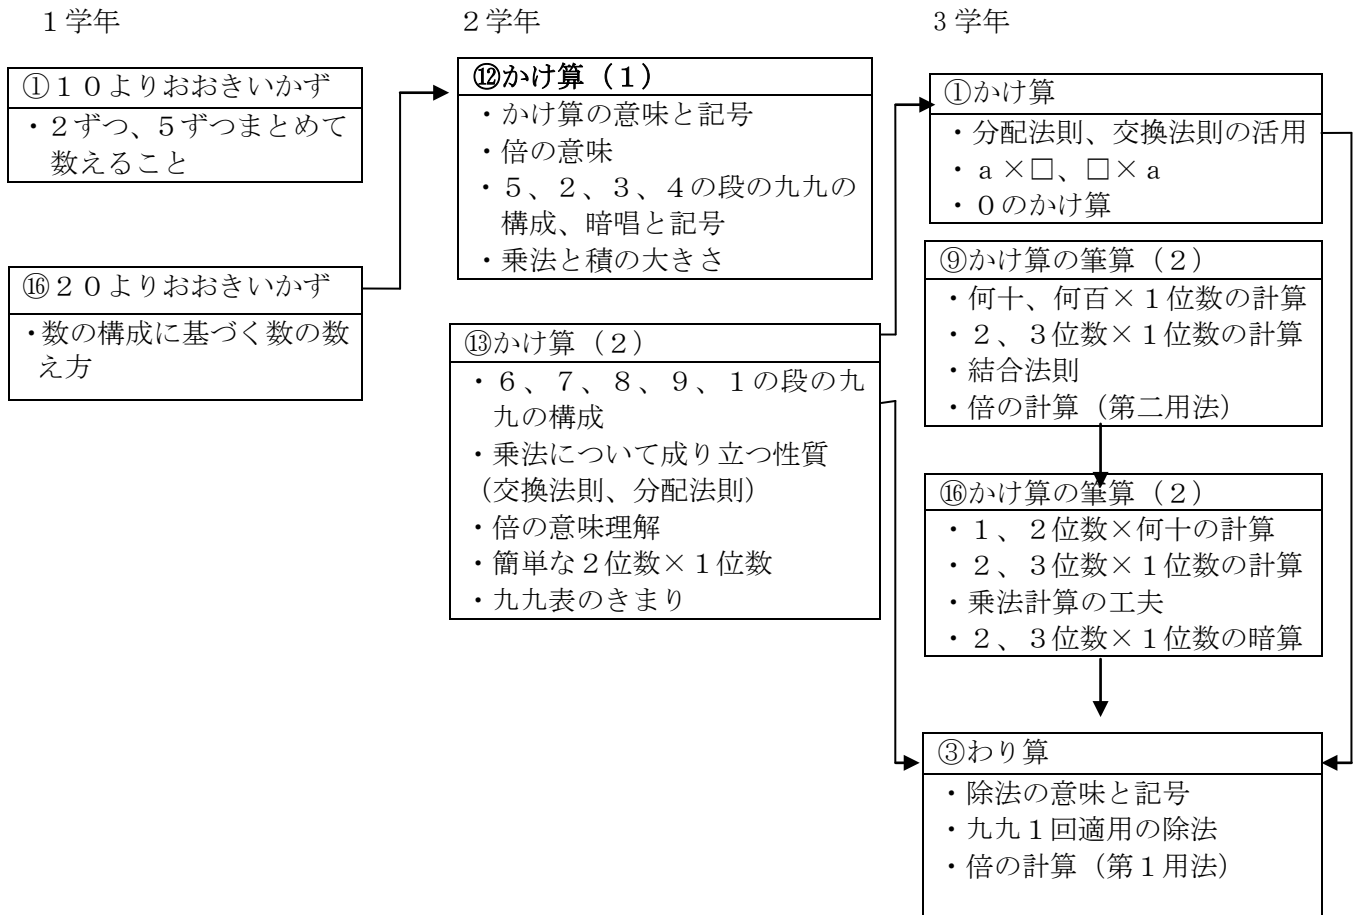 １学年
２学年
３学年
①１０よりおおきいかず
・２ずつ、５ずつまとめて
数えること
⑯２０よりおおきいかず
・数の構成に基づく数の数
え方
⑫かけ算（１）
・かけ算の意味と記号
・倍の意味
・５、２、３、４の段の九九の
構成、暗唱と記号
・乗法と積の大きさ
⑬かけ算（２）
・６、７、８、９、１の段の九
九の構成
・乗法について成り立つ性質
（交換法則、分配法則）
・倍の意味理解
・簡単な２位数×１位数
・九九表のきまり
①かけ算
・分配法則、交換法則の活用
・ａ×□、□×ａ
・０のかけ算
⑨かけ算の筆算（２）
・何十、何百×１位数の計算
・２、３位数×１位数の計算
・結合法則
・倍の計算（第二用法）
⑯かけ算の筆算（２）
・１、２位数×何十の計算
・２、３位数×１位数の計算
・乗法計算の工夫
・２、３位数×１位数の暗算
③わり算
・除法の意味と記号
・九九１回適用の除法
・倍の計算（第１用法）